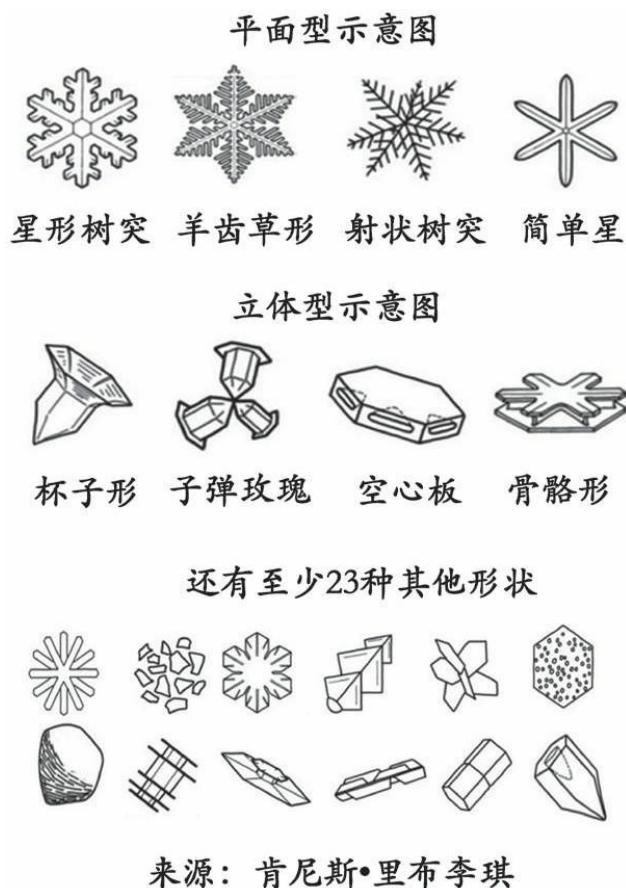 平面型示意图
星形树突 羊齿草形 射状树突 简单星
立体型示意图
杯子形 子弹玫瑰 空心板 骨骼形
还有至少23种其他形状
来源：肯尼斯•里布李琪